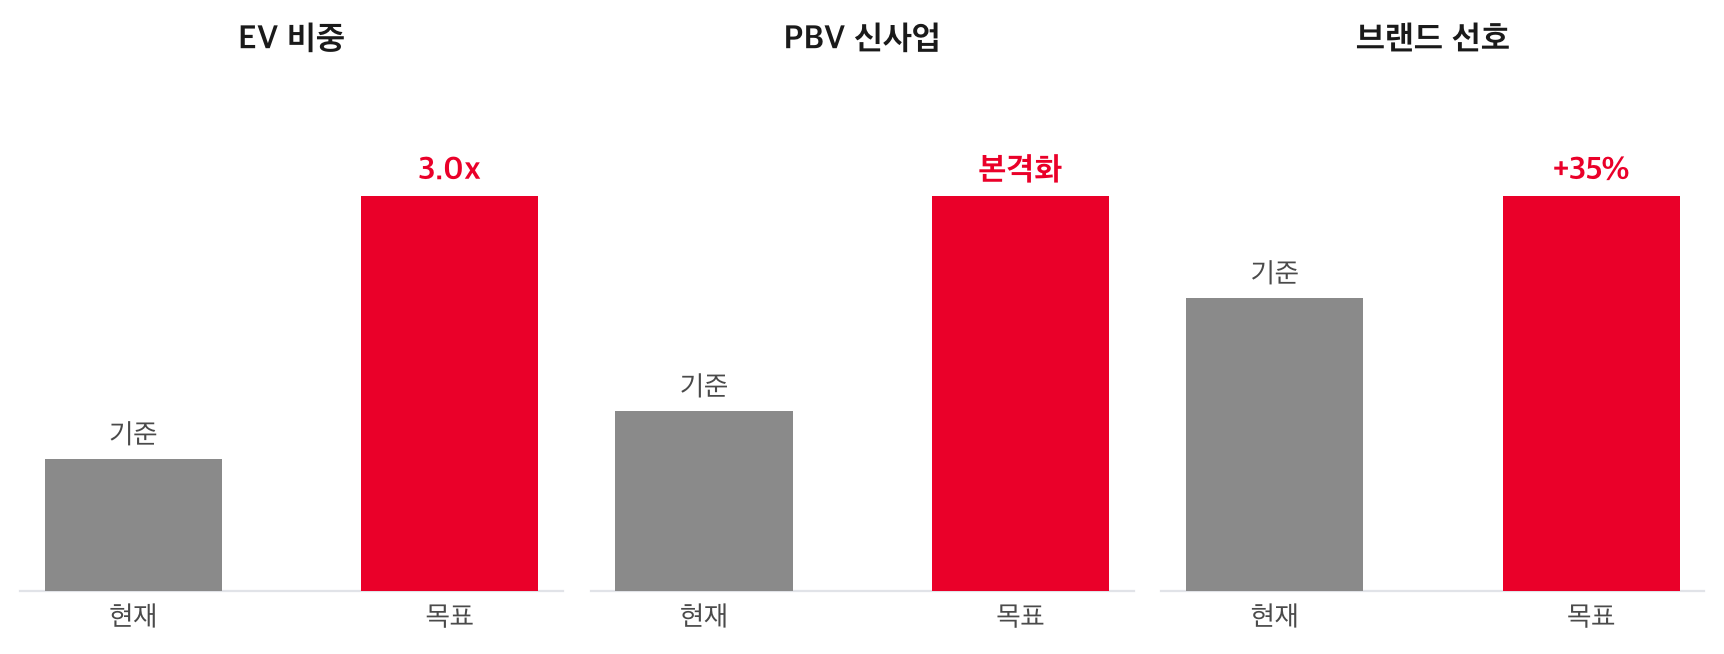 EV 비중
3.0x
기준
현재
목표
PBV 신사업
본격화
기준
현재
목표
브랜드 선호
+35%
기준
현재
목표